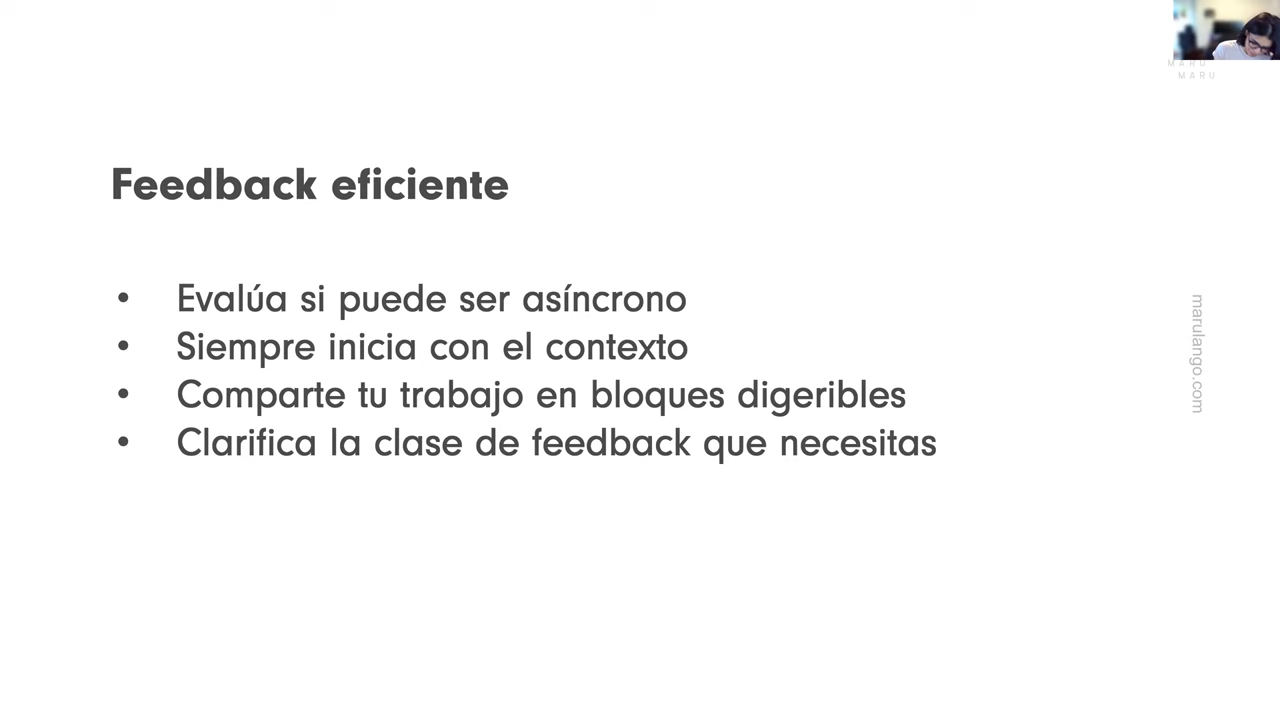 MARU
MARU
Feedback eficiente
• Evalúa si puede ser asíncrono
• Siempre inicia con el contexto
• Comparte tu trabajo en bloques digeribles
• Clarifica la clase de feedback que necesitas
marulango.com